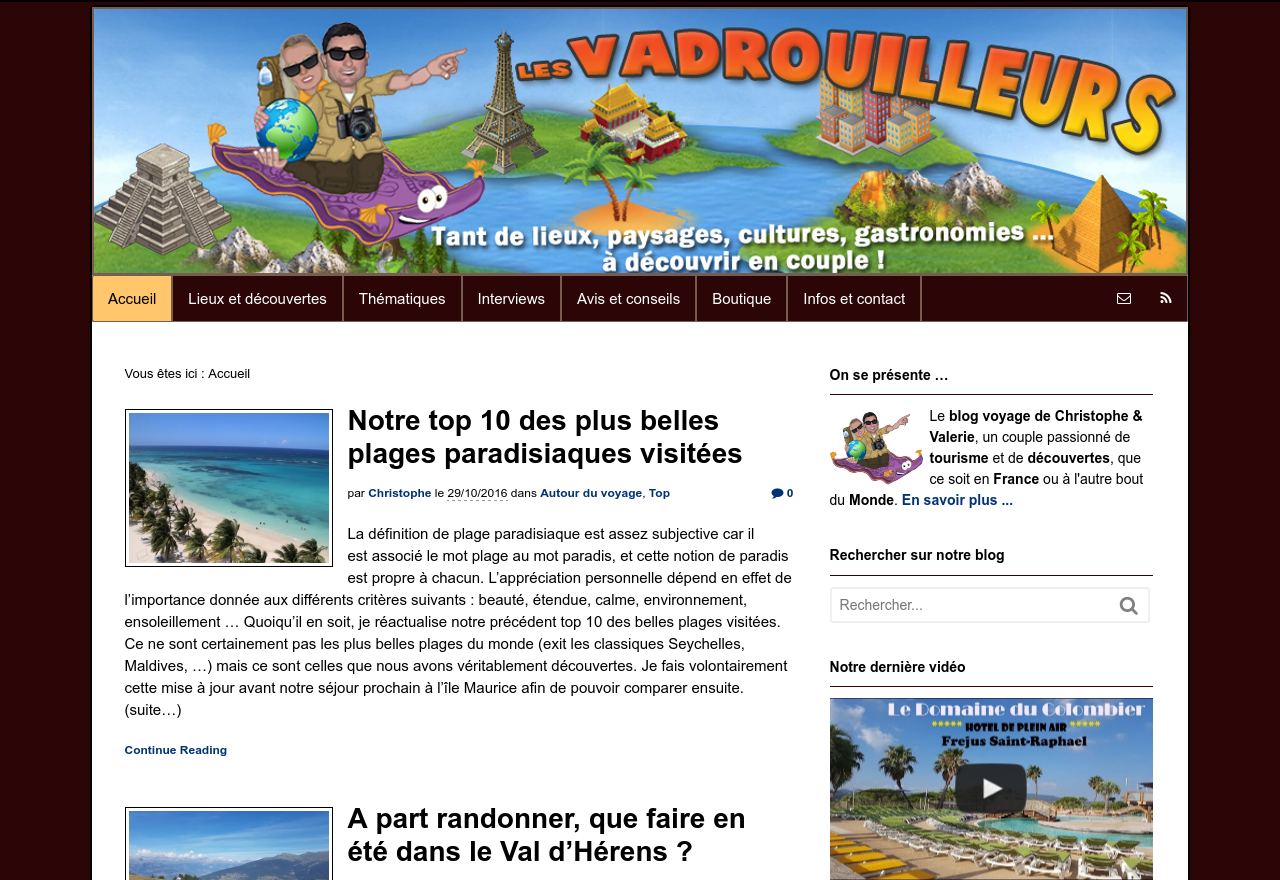 LES VADROUILLEURS
Tant de lieux, paysages, cultures, gastronomies ...
à découvrir en couple !
Accueil
Lieux et découvertes
Thématiques
Interviews
Avis et conseils
Boutique
Infos et contact
Vous êtes ici : Accueil
Notre top 10 des plus belles
plages paradisiaques visitées
par Christophe le 29/10/2016 dans Autour du voyage, Top
0
La définition de plage paradisiaque est assez subjective car il
est associé le mot plage au mot paradis, et cette notion de paradis
est propre à chacun. L’appréciation personnelle dépend en effet de
l’importance donnée aux différents critères suivants : beauté, étendue, calme, environnement,
ensoleillement … Quoiqu’il en soit, je réactualise notre précédent top 10 des belles plages visitées.
Ce ne sont certainement pas les plus belles plages du monde (exit les classiques Seychelles,
Maldives, …) mais ce sont celles que nous avons véritablement découvertes. Je fais volontairement
cette mise à jour avant notre séjour prochain à l’île Maurice afin de pouvoir comparer ensuite.
(suite…)
Continue Reading
A part randonner, que faire en
été dans le Val d’Hérens ?
On se présente …
Le blog voyage de Christophe &
Valerie, un couple passionné de
tourisme et de découvertes, que
ce soit en France ou à l'autre bout
du Monde. En savoir plus ...
Rechercher sur notre blog
Rechercher...
Notre dernière vidéo
Le Domaine du Colombier
***** HOTEL DE PLEIN AIR *****
Frejus Saint-Raphael